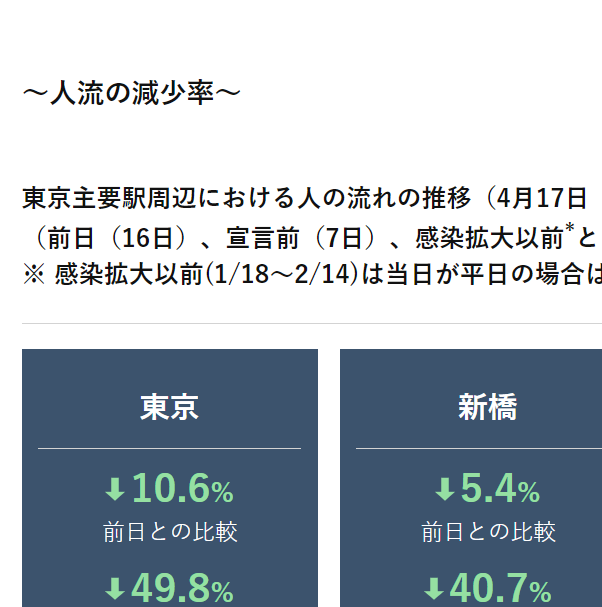 ～人流の減少率～
東京主要駅周辺における人の流れの推移（4月17日
（前日（16日）、宣言前（7日）、感染拡大以前*と
※ 感染拡大以前(1/18～2/14)は当日が平日の場合は
東京
⬇10.6%
前日との比較
⬇49.8%
新橋
⬇5.4%
前日との比較
⬇40.7%